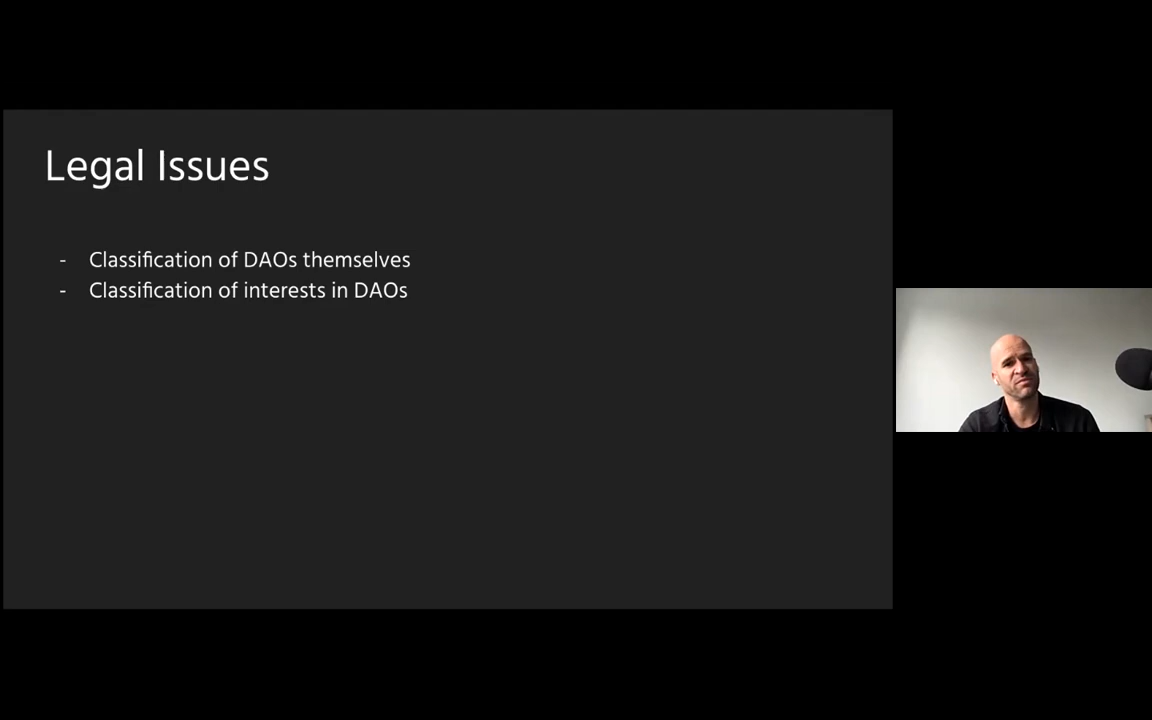 Legal Issues
- Classification of DAOs themselves
- Classification of interests in DAOs